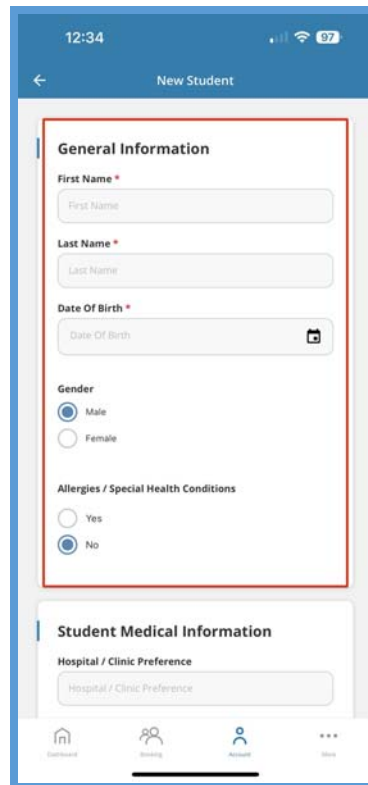 12:34
97
New Student
General Information
First Name *
First Name
Last Name *
Last Name
Date Of Birth *
Date Of Birth
Gender
Male
Female
Allergies / Special Health Conditions
Yes
No
Student Medical Information
Hospital / Clinic Preference
Hospital / Clinic Preference
Dashboard Booking Account More